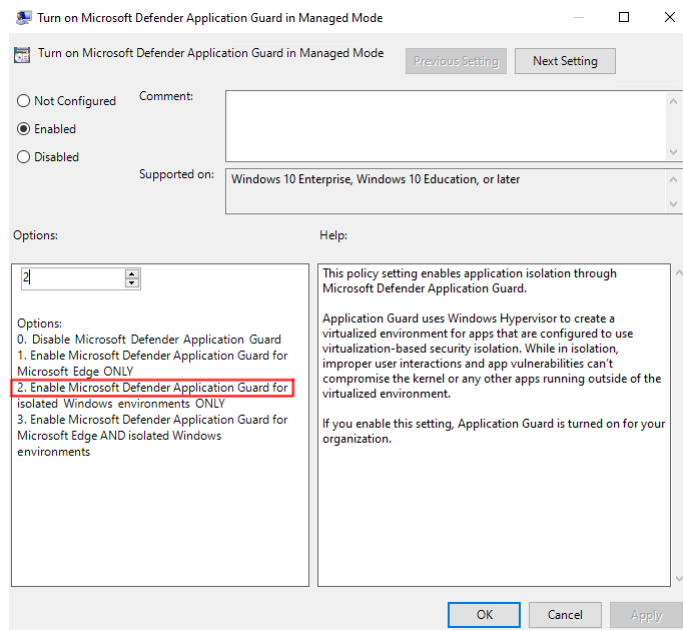 Turn on Microsoft Defender Application Guard in Managed Mode
Turn on Microsoft Defender Application Guard in Managed Mode
Previous Setting
Next Setting
Not Configured
Comment:
Enabled
Disabled
Supported on:
Windows 10 Enterprise, Windows 10 Education, or later
Options:
Help:
2
Options:
0. Disable Microsoft Defender Application Guard
1. Enable Microsoft Defender Application Guard for
Microsoft Edge ONLY
2. Enable Microsoft Defender Application Guard for
isolated Windows environments ONLY
3. Enable Microsoft Defender Application Guard for
Microsoft Edge AND isolated Windows
environments
This policy setting enables application isolation through
Microsoft Defender Application Guard.
Application Guard uses Windows Hypervisor to create a
virtualized environment for apps that are configured to use
virtualization-based security isolation. While in isolation,
improper user interactions and app vulnerabilities can't
compromise the kernel or any other apps running outside of the
virtualized environment.
If you enable this setting, Application Guard is turned on for your
organization.
OK
Cancel
Apply